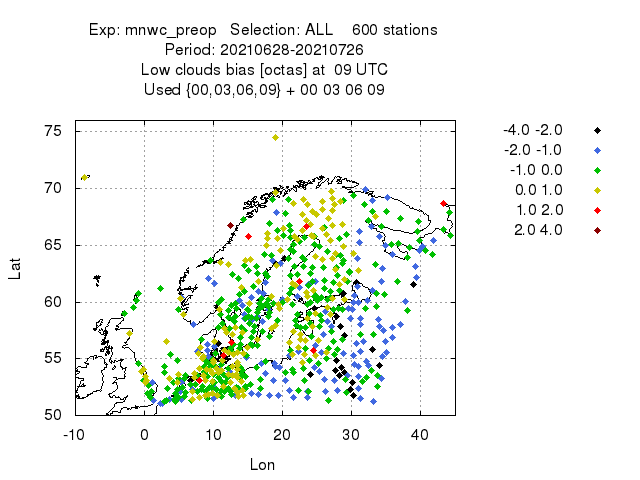 Exp: mnwc_preop Selection: ALL 600 stations
Period: 20210628-20210726
Low clouds bias [octas] at 09 UTC
Used {00,03,06,09} + 00 03 06 09
75
70
65
60
55
50
-10 0 10 20 30 40
Lat
Lon
-4.0 -2.0
-2.0 -1.0
-1.0 0.0
0.0 1.0
1.0 2.0
2.0 4.0